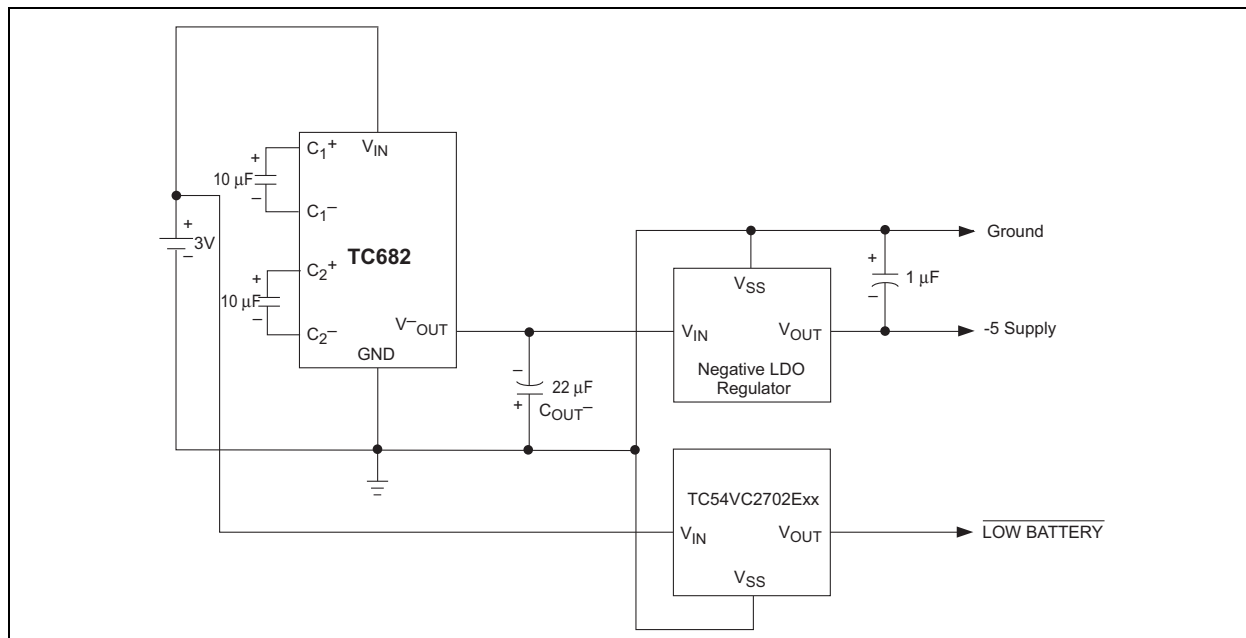 C1+
VIN
+
10 µF
–
C1–
+
3V
–
TC682
C2+
+
10 µF
–
C2–
V–OUT
GND
–
22 µF
+
COUT–
Ground
VSS
+
1 µF
–
VIN
VOUT
-5 Supply
Negative LDO
Regulator
TC54VC2702Exx
VIN
VOUT
LOW BATTERY
VSS